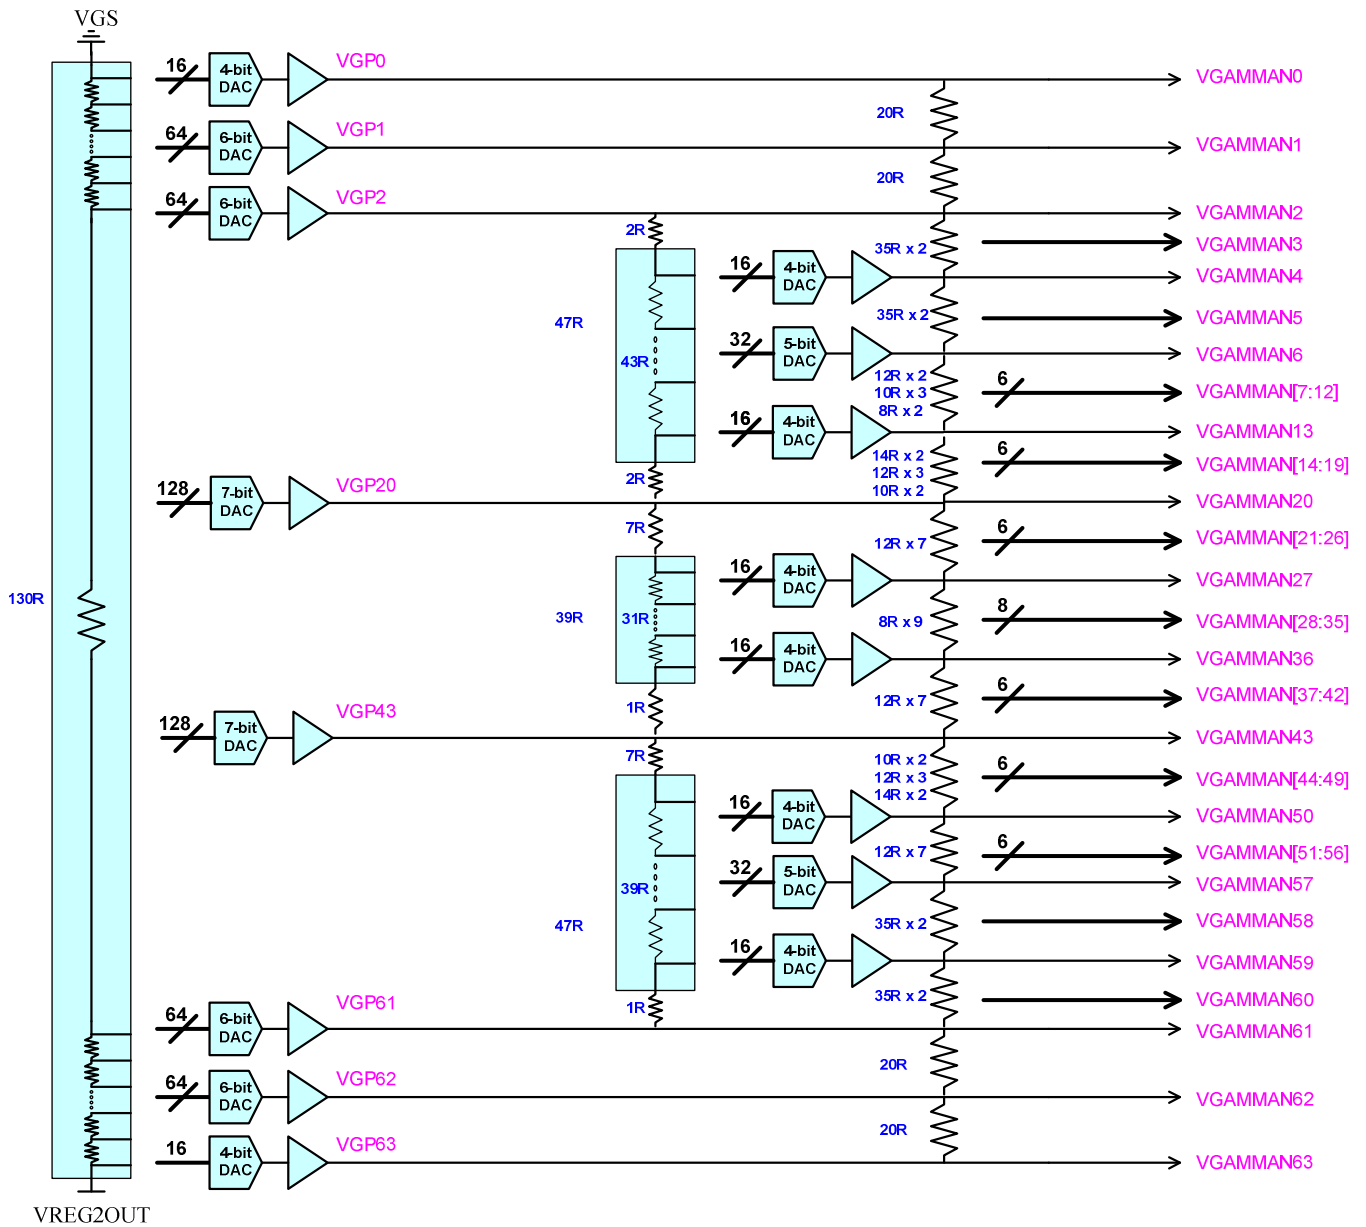 VGS
16
4-bit
DAC
VGP0
VGAMMAN0
20R
64
6-bit
DAC
VGP1
VGAMMAN1
20R
64
6-bit
DAC
VGP2
VGAMMAN2
2R
35R x 2
VGAMMAN3
16
4-bit
DAC
VGAMMAN4
47R
35R x 2
VGAMMAN5
43R
32
5-bit
DAC
VGAMMAN6
12R x 2
10R x 3
8R x 2
6
VGAMMAN[7:12]
16
4-bit
DAC
VGAMMAN13
2R
14R x 2
12R x 3
10R x 2
6
VGAMMAN[14:19]
128
7-bit
DAC
VGP20
VGAMMAN20
7R
12R x 7
6
VGAMMAN[21:26]
16
4-bit
DAC
VGAMMAN27
130R
39R
31R
8R x 9
8
VGAMMAN[28:35]
16
4-bit
DAC
VGAMMAN36
1R
12R x 7
6
VGAMMAN[37:42]
128
7-bit
DAC
VGP43
VGAMMAN43
7R
10R x 2
12R x 3
14R x 2
6
VGAMMAN[44:49]
16
4-bit
DAC
VGAMMAN50
12R x 7
6
VGAMMAN[51:56]
39R
32
5-bit
DAC
VGAMMAN57
47R
35R x 2
VGAMMAN58
16
4-bit
DAC
VGAMMAN59
1R
35R x 2
VGAMMAN60
64
6-bit
DAC
VGP61
VGAMMAN61
20R
64
6-bit
DAC
VGP62
VGAMMAN62
20R
16
4-bit
DAC
VGP63
VGAMMAN63
VREG2OUT